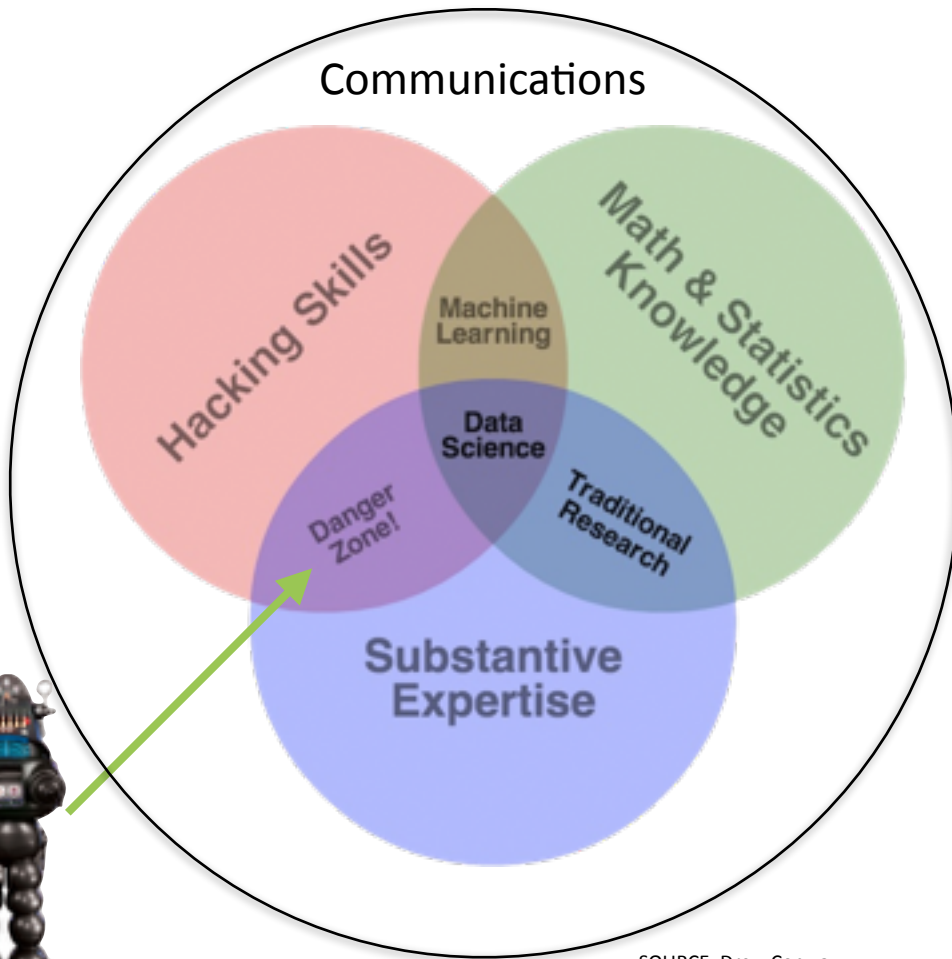 Communications
Hacking Skills
Math & Statistics
Knowledge
Machine
Learning
Data
Science
Danger
Zone!
Traditional
Research
Substantive
Expertise